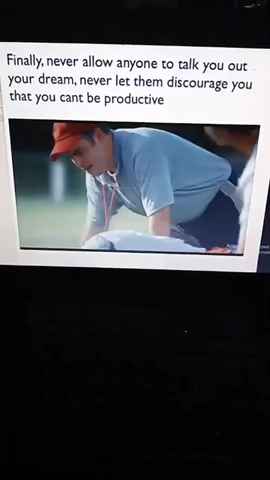 Finally, never allow anyone to talk you out
your dream, never let them discourage you
that you cant be productive